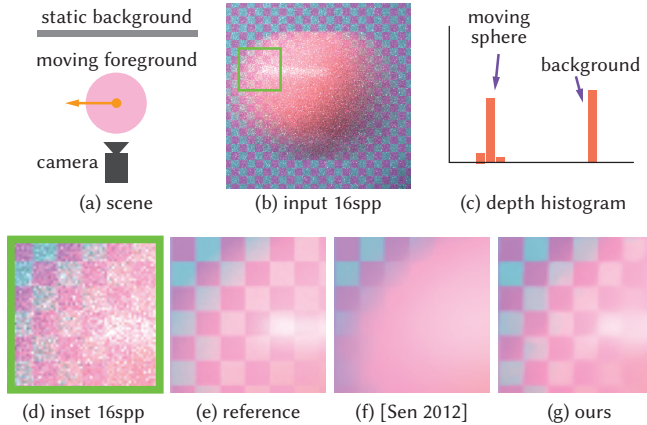 static background
moving foreground
camera
(a) scene
(b) input 16spp
moving
sphere
background
(c) depth histogram
(d) inset 16spp
(e) reference
(f) [Sen 2012]
(g) ours